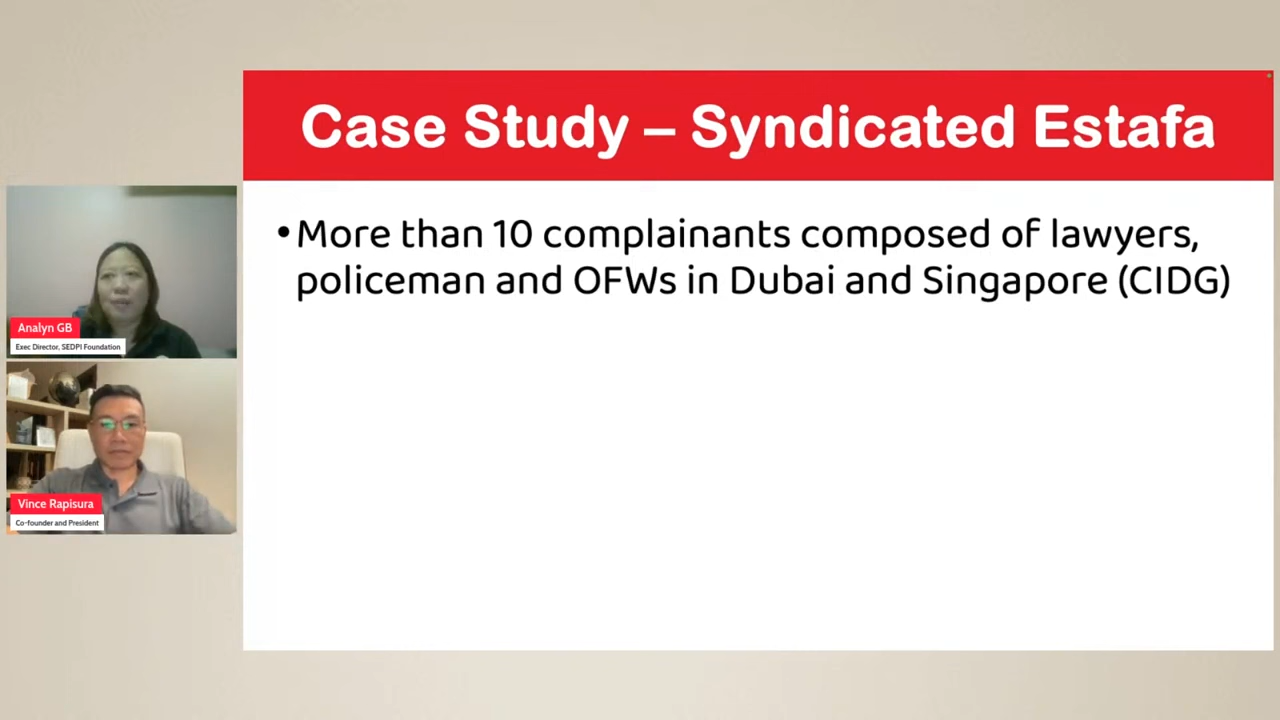 Case Study – Syndicated Estafa
•More than 10 complainants composed of lawyers,
policeman and OFWs in Dubai and Singapore (CIDG)
Analyn GB
Exec Director, SEDPI Foundation
Vince Rapisura
Co-founder and President